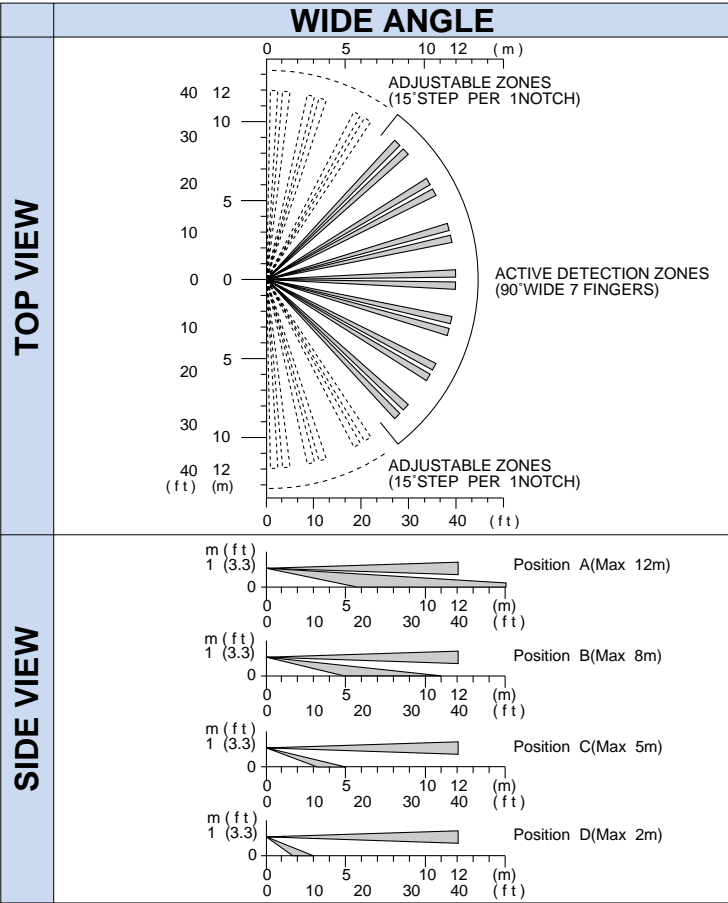 WIDE ANGLE
TOP VIEW
0 5 10 12 (m)
ADJUSTABLE ZONES
(15°STEP PER 1NOTCH)
40 12
10
30
20
5
10
0 0
ACTIVE DETECTION ZONES
(90°WIDE 7 FINGERS)
10
5
20
30
10
40 12
(ft) (m)
ADJUSTABLE ZONES
(15°STEP PER 1NOTCH)
0 10 20 30 40 (ft)
SIDE VIEW
m(ft)
1 (3.3)
Position A(Max 12m)
0
0 5 10 12 (m)
0 10 20 30 40 (ft)
m(ft)
1 (3.3)
Position B(Max 8m)
0
0 5 10 12 (m)
0 10 20 30 40 (ft)
m(ft)
1 (3.3)
Position C(Max 5m)
0
0 5 10 12 (m)
0 10 20 30 40 (ft)
m(ft)
1 (3.3)
Position D(Max 2m)
0
0 5 10 12 (m)
0 10 20 30 40 (ft)